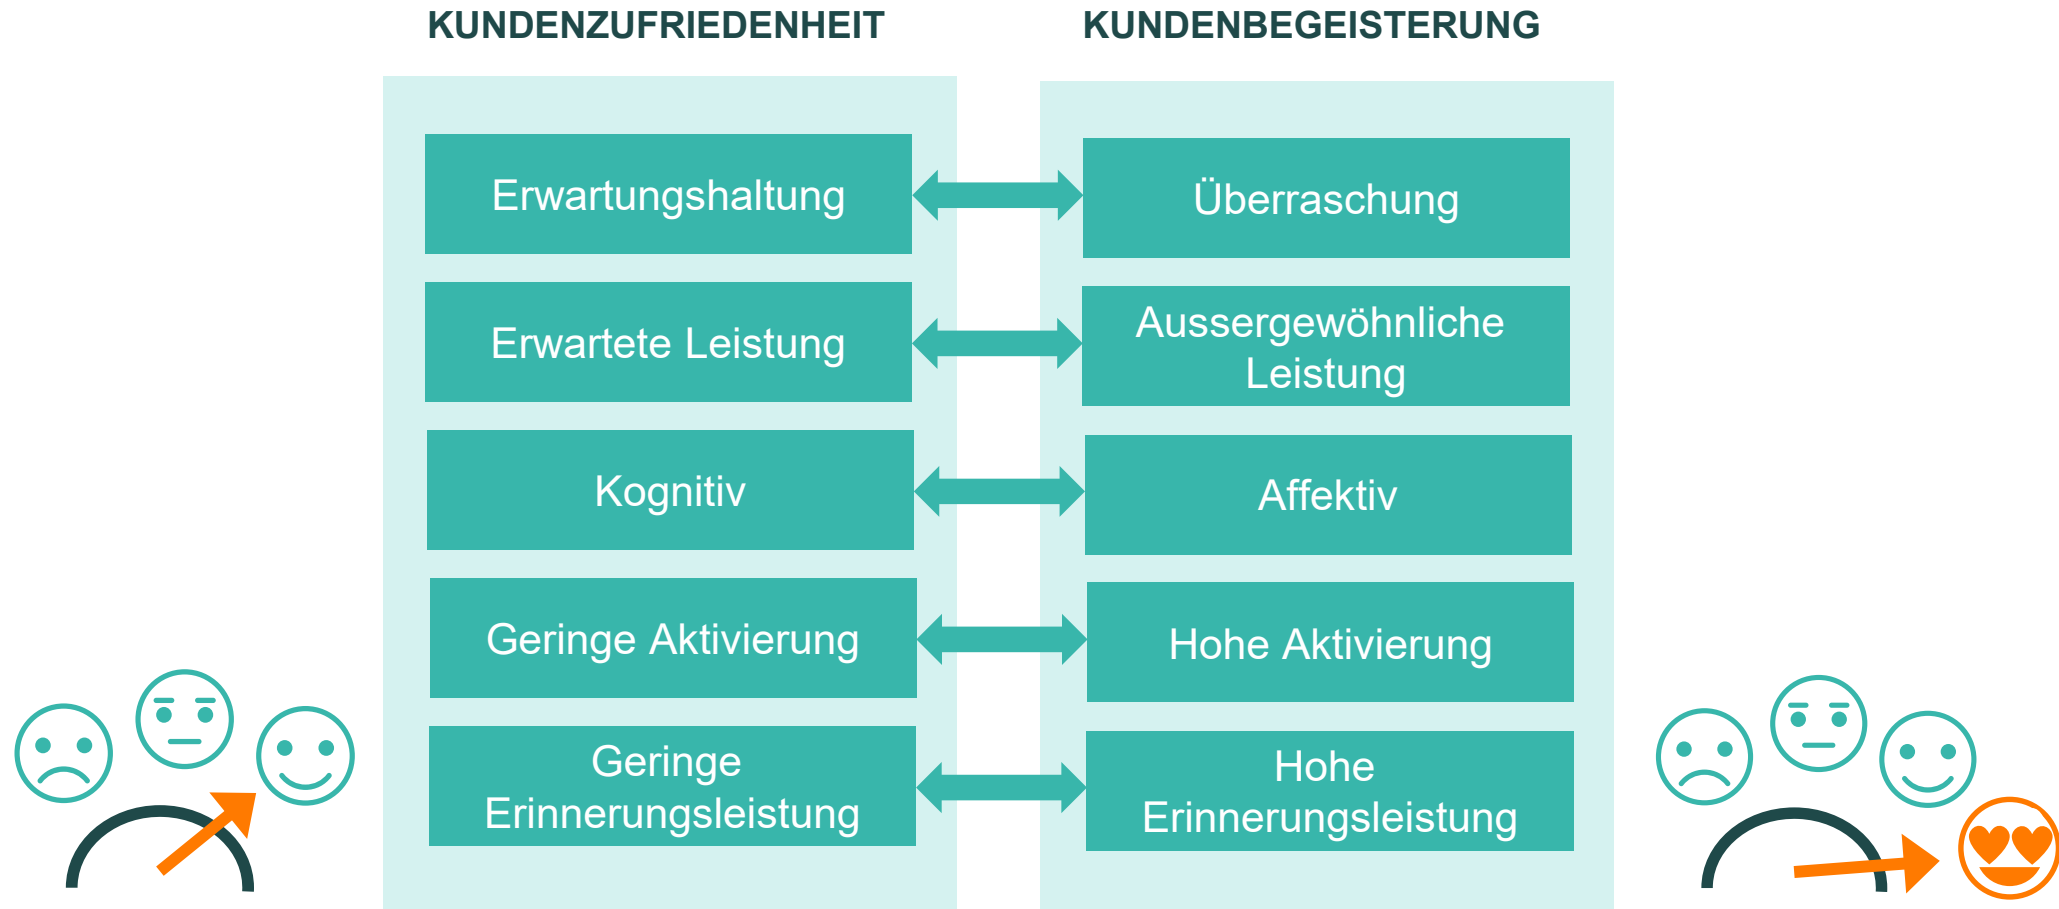 KUNDENZUFRIEDENHEIT
KUNDENBEGEISTERUNG
Erwartungshaltung
Überraschung
Erwartete Leistung
Aussergewöhnliche
Leistung
Kognitiv
Affektiv
Geringe Aktivierung
Hohe Aktivierung
Geringe
Erinnerungsleistung
Hohe
Erinnerungsleistung